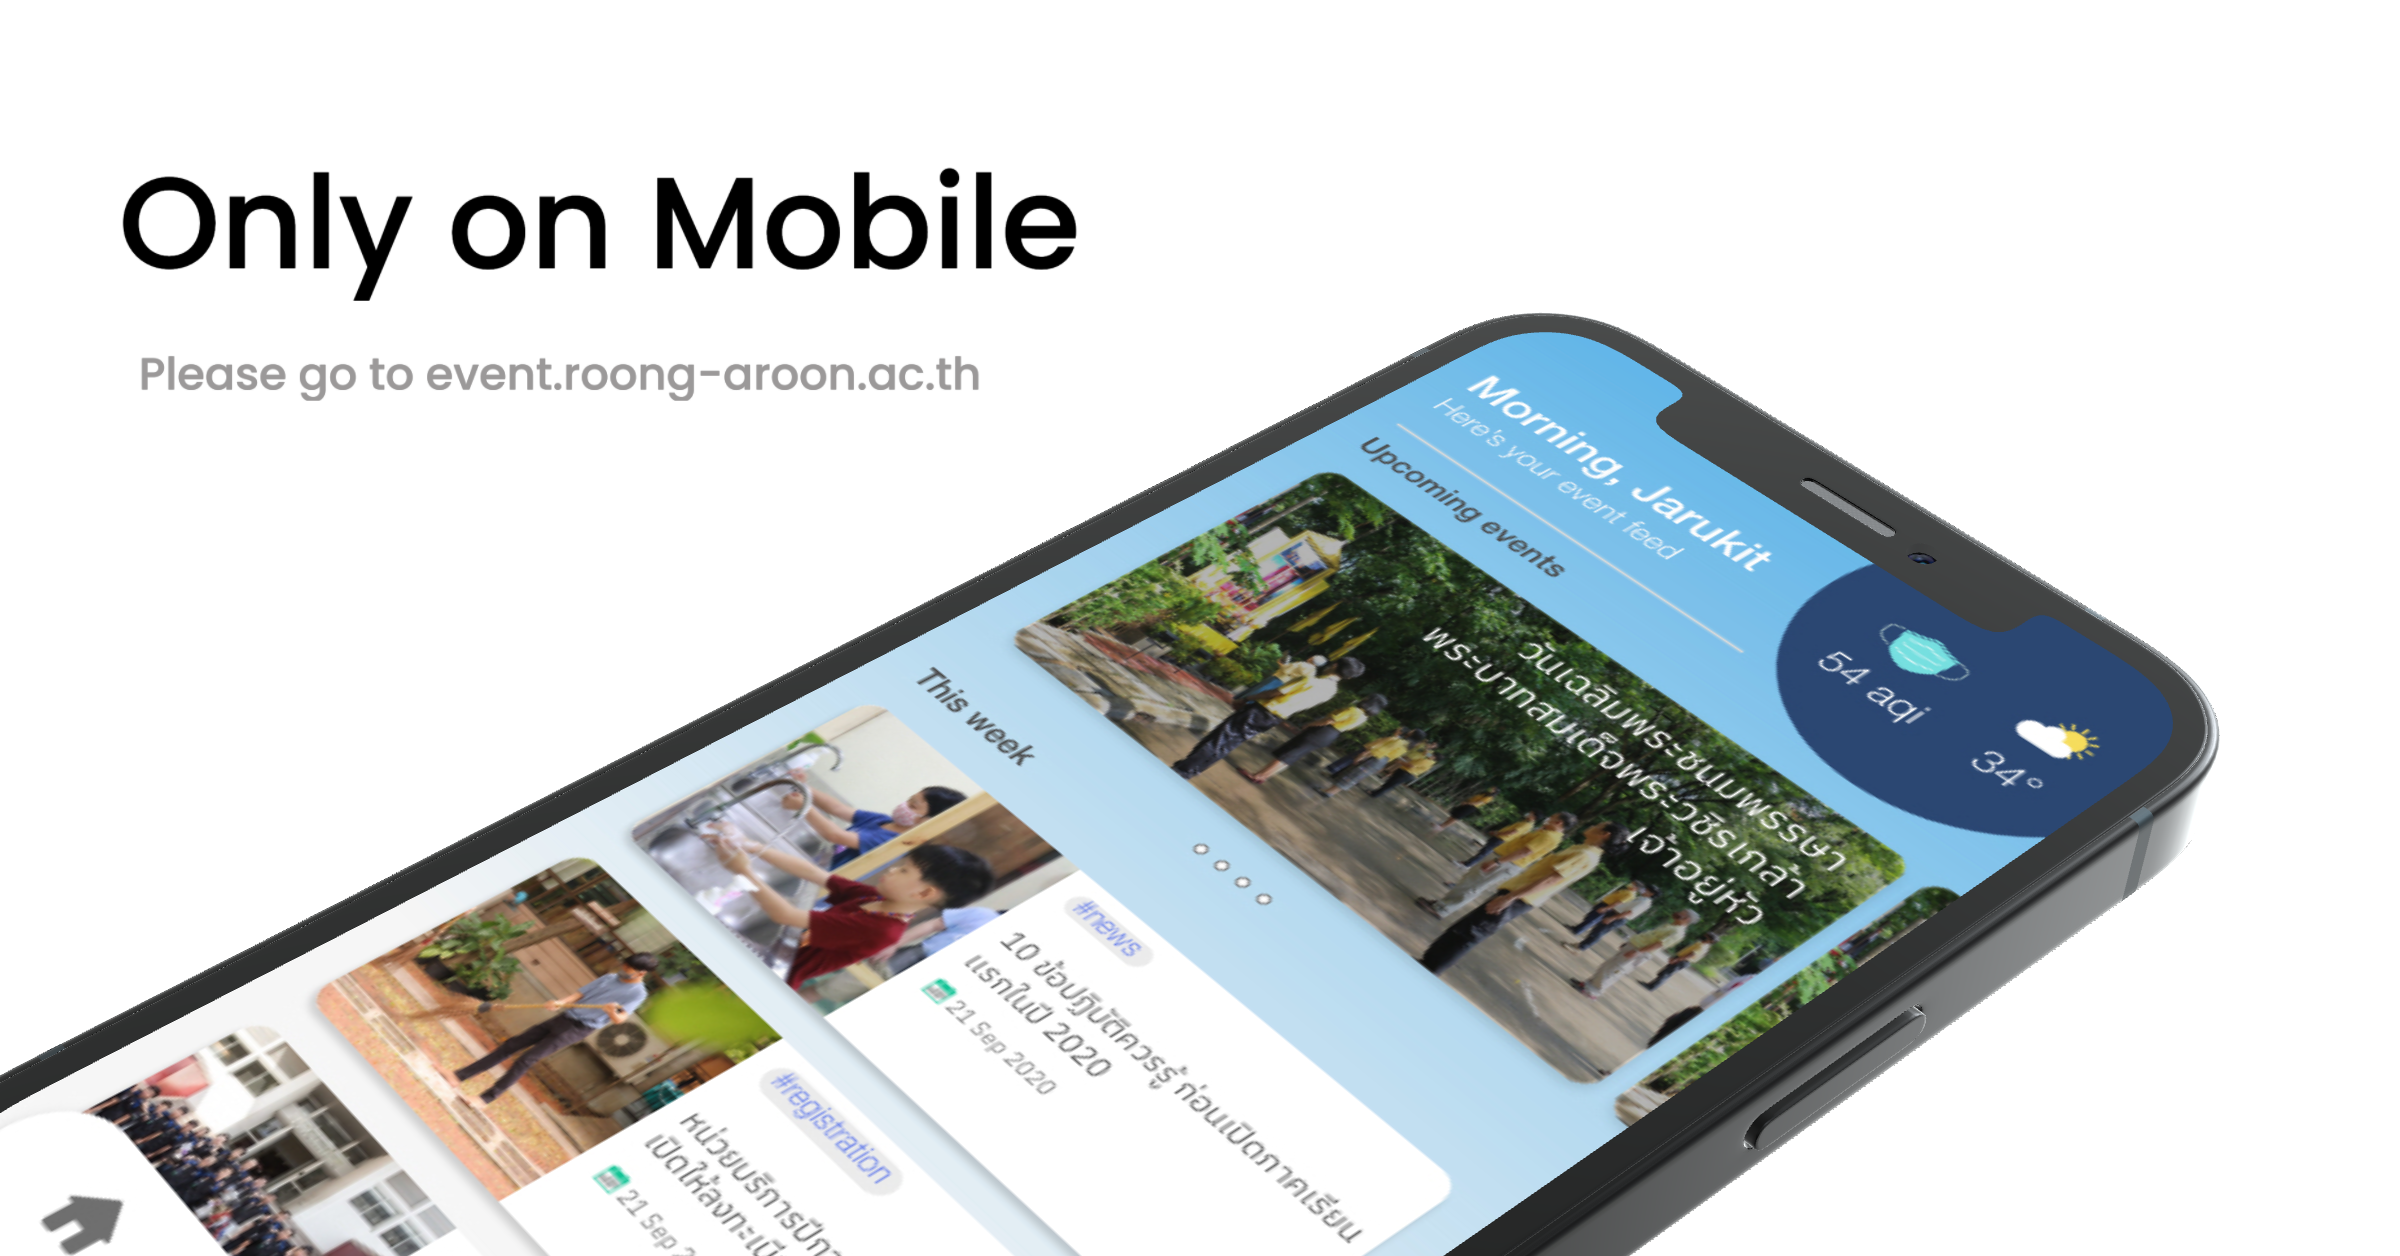 Only on Mobile
Please go to event.roong-aroon.ac.th
Morning, Jarukit
Here's your event feed
54 aqi
34°
Upcoming events
วันเฉลิมพระชนมพรรษา
พระบาทสมเด็จพระวชิรเกล้า
เจ้าอยู่หัว
This week
#news
10 ข้อปฏิบัติควรรู้ ก่อนเปิดภาคเรียน
แรกในปี 2020
21 Sep 2020
#registration
หน่วยบริการปีกา
เปิดให้ลงทะเบี
21 Sep 2